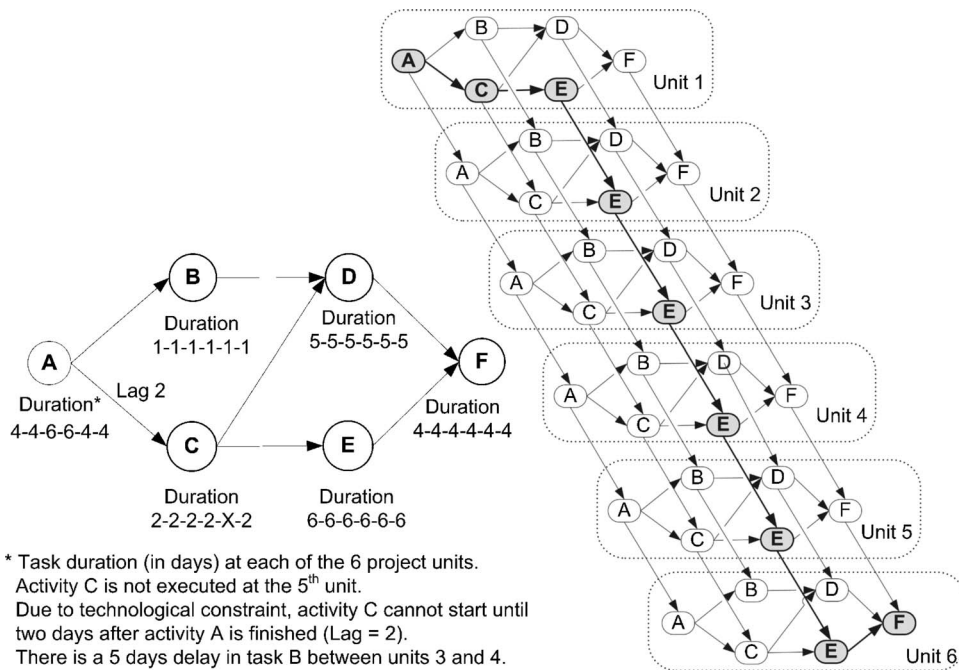 B
D
A
Lag 2
Duration
1-1-1-1-1-1
Duration
5-5-5-5-5-5
F
Duration*
4-4-6-6-4-4
C
E
Duration
4-4-4-4-4-4
Duration
2-2-2-2-X-2
Duration
6-6-6-6-6-6
* Task duration (in days) at each of the 6 project units.
Activity C is not executed at the 5th unit.
Due to technological constraint, activity C cannot start until
two days after activity A is finished (Lag = 2).
There is a 5 days delay in task B between units 3 and 4.
B D
A F
C E
Unit 1
B D
A F
C E
Unit 2
B D
A F
C E
Unit 3
B D
A F
C E
Unit 4
B D
A F
C E
Unit 5
B D
A F
C E
Unit 6